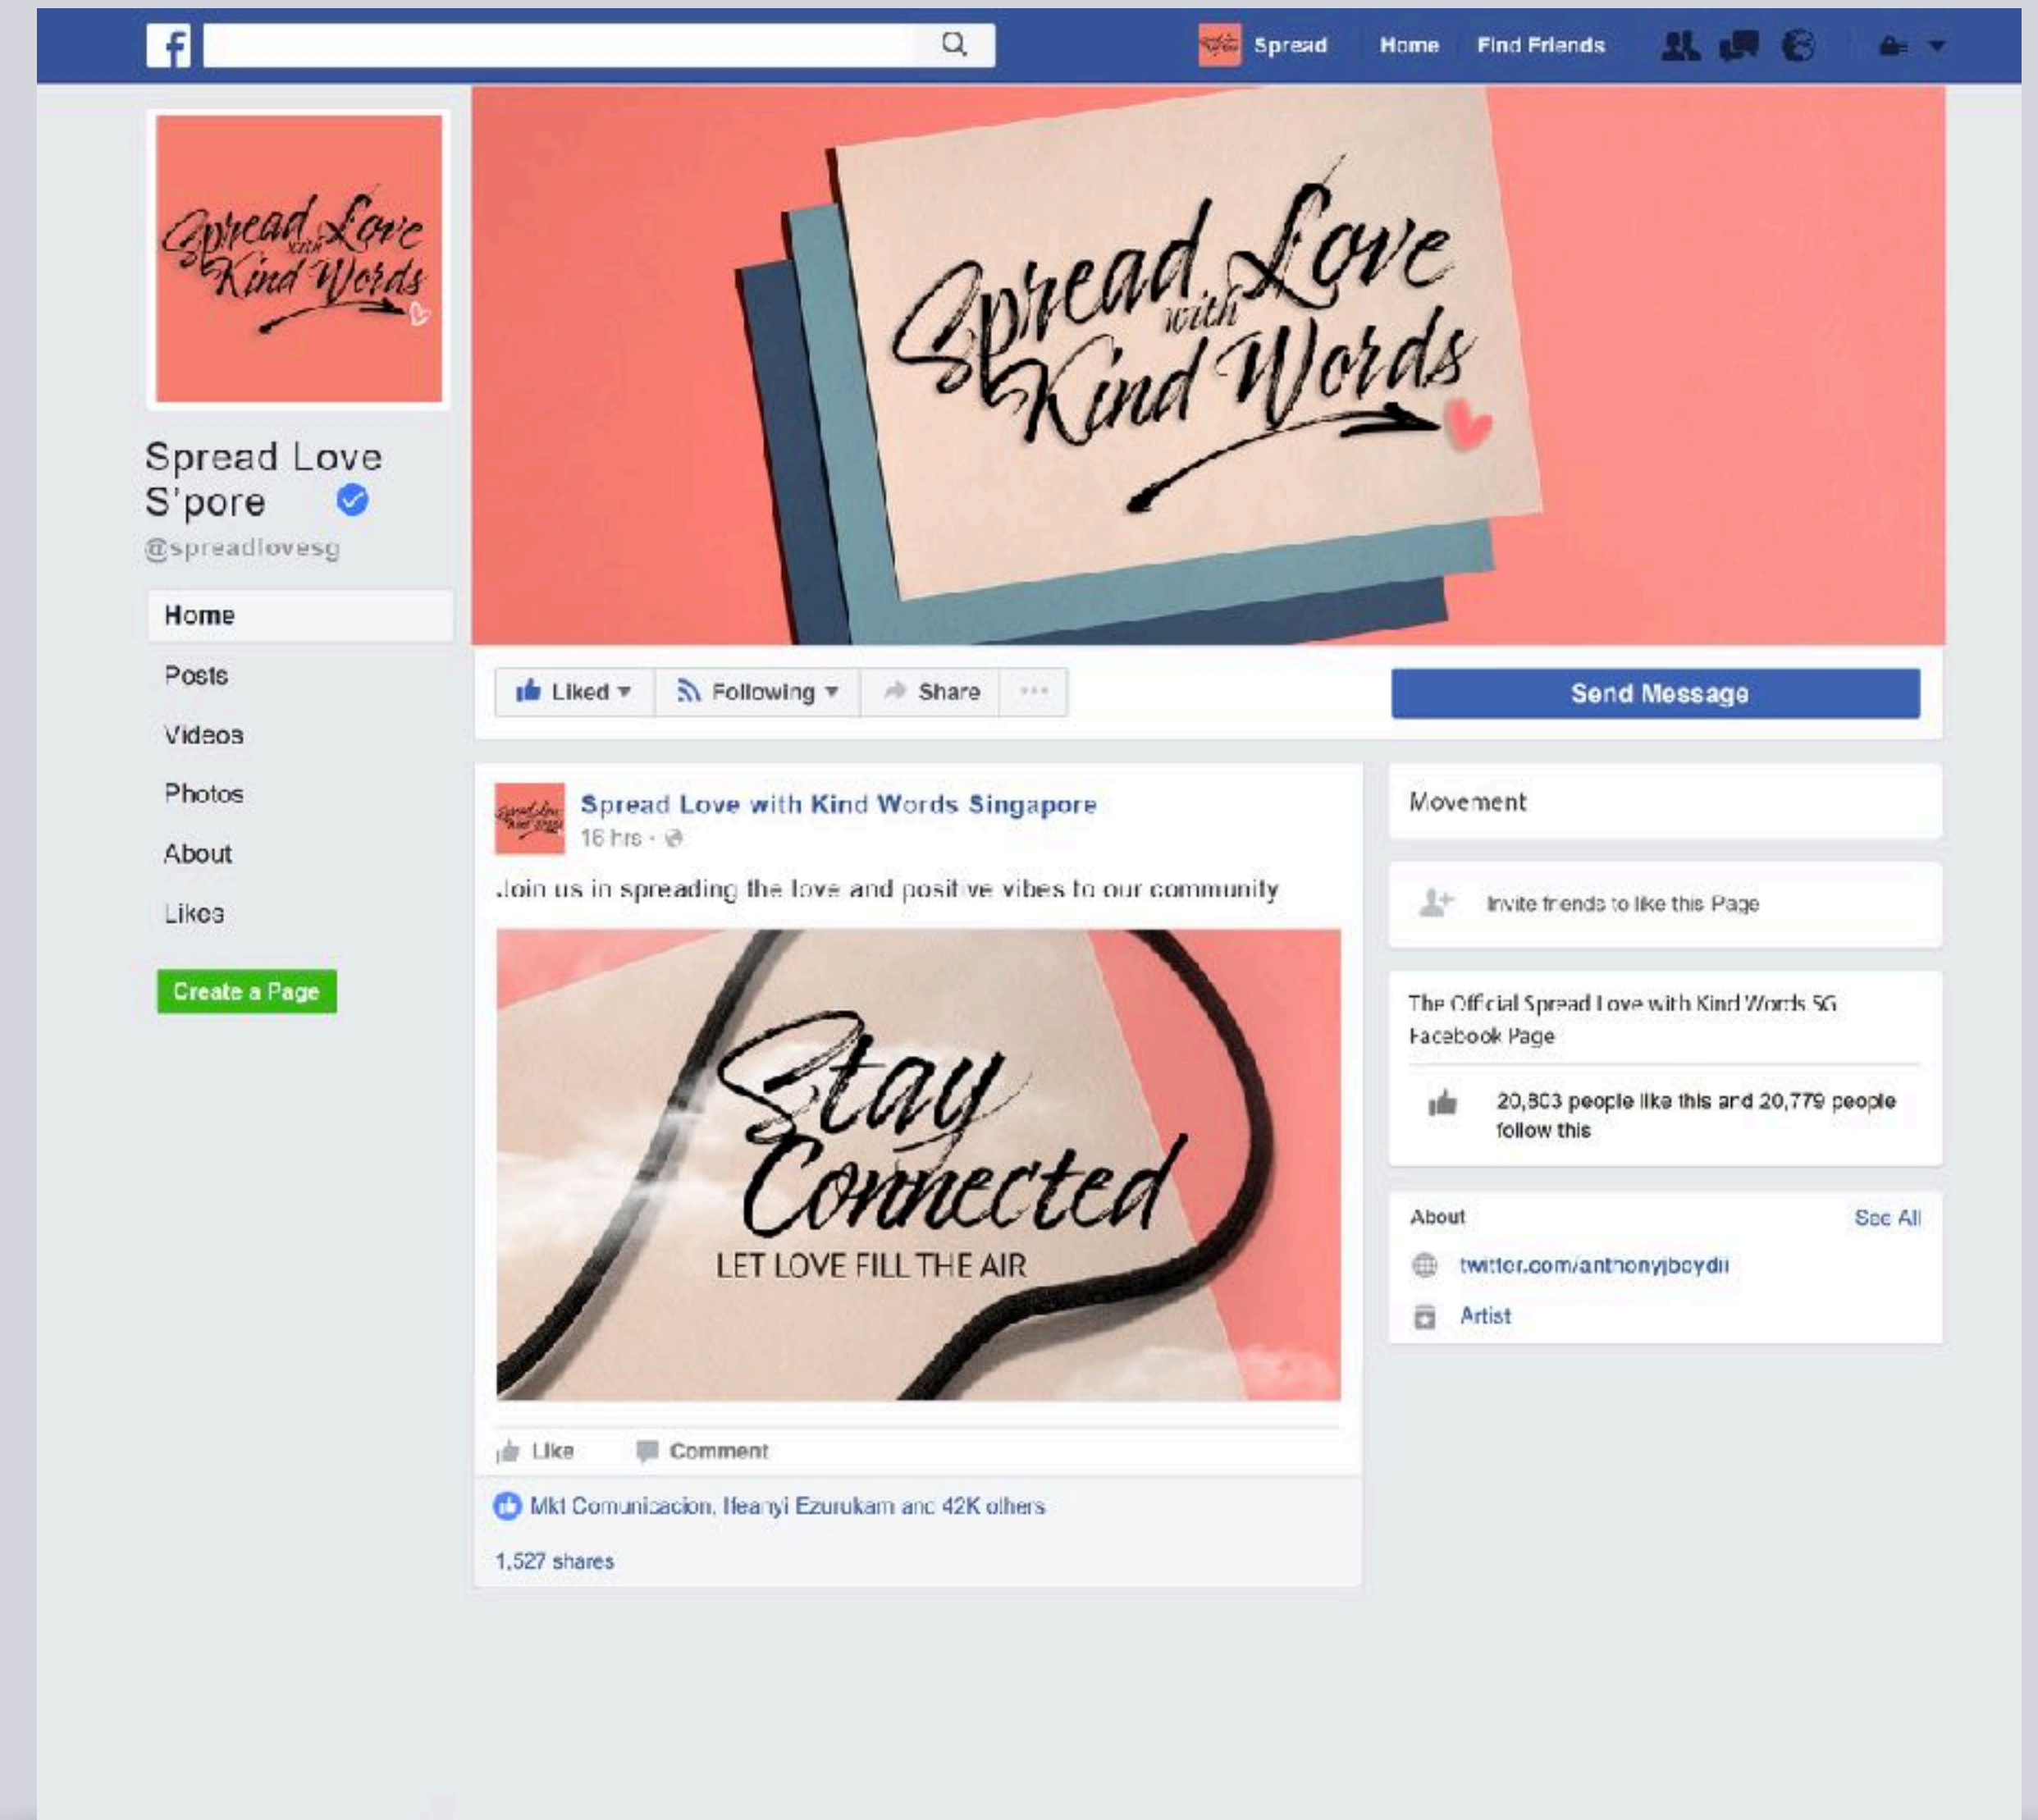 f
Spread
Home
Find Friends
Spread Love
with
Kind Words
Spread Love
S'pore
@spreadlovesg
Home
Posts
Videos
Photos
About
Likes
Create a Page
Spread Love
with
Kind Words
Liked
Following
Share
Send Message
Spread Love with Kind Words Singapore
16 hrs
Join us in spreading the love and positive vibes to our community
Stay
Connected
LET LOVE FILL THE AIR
Like
Comment
Mkt Comunicacion, Ifeanyi Ezurukam and 42K others
1,527 shares
Movement
Invite friends to like this Page
The Official Spread Love with Kind Words SG
Facebook Page
20,803 people like this and 20,779 people
follow this
About
See All
twitter.com/anthonyjboydii
Artist